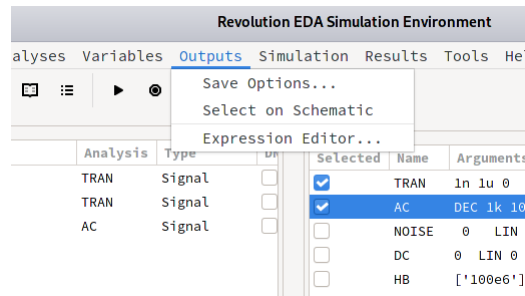 Revolution EDA Simulation Environment
alyses Variables Outputs Simulation Results Tools He
Save Options...
Select on Schematic
Expression Editor...
Analysis Type
Selected Name Arguments
TRAN Signal
TRAN 1n 1u 0
TRAN Signal
AC DEC 1k 10
AC Signal
NOISE 0 LIN
DC 0 LIN 0
HB ['100e6']